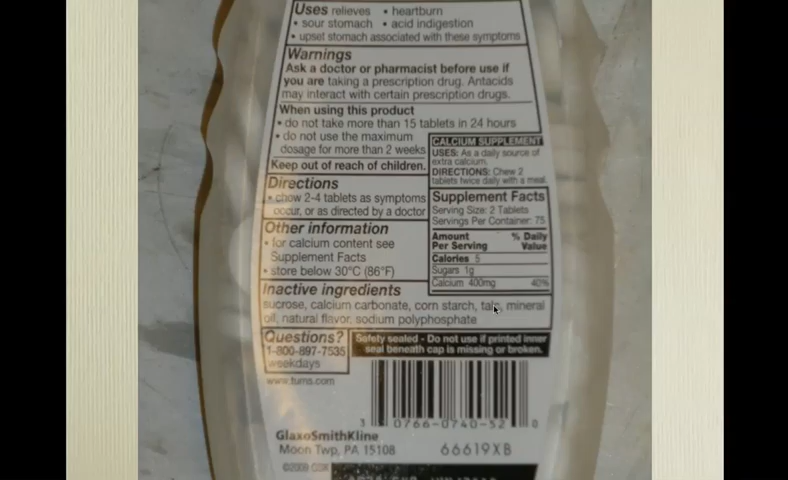 Uses relieves • heartburn
• sour stomach • acid indigestion
• upset stomach associated with these symptoms
Warnings
Ask a doctor or pharmacist before use if
you are taking a prescription drug. Antacids
may interact with certain prescription drugs.
When using this product
• do not take more than 15 tablets in 24 hours
• do not use the maximum
dosage for more than 2 weeks
Keep out of reach of children.
Directions
• chow 2-4 tablets as symptoms
occur, or as directed by a doctor
Other information
• for calcium content see
Supplement Facts
• store below 30°C (86°F)
CALCIUM SUPPLEMENT
USES: As a daily source of
extra calcium.
DIRECTIONS: Chew 2
tablets twice daily with a meal.
Supplement Facts
Serving Size: 2 Tablets
Servings Per Container: 75
Amount Per Serving % Daily Value
Calories 5
Sugars 1g
Calcium 400mg 40%
Inactive ingredients
sucrose, calcium carbonate, corn starch, talc, mineral
oil, natural flavor, sodium polyphosphate
Questions?
1-800-897-7535
weekdays
Safety sealed - Do not use if printed inner
seal beneath cap is missing or broken.
www.tums.com
3 0766-0740-52 0
GlaxoSmithKline
Moon Twp, PA 15108
66619XB
©2009 GSK